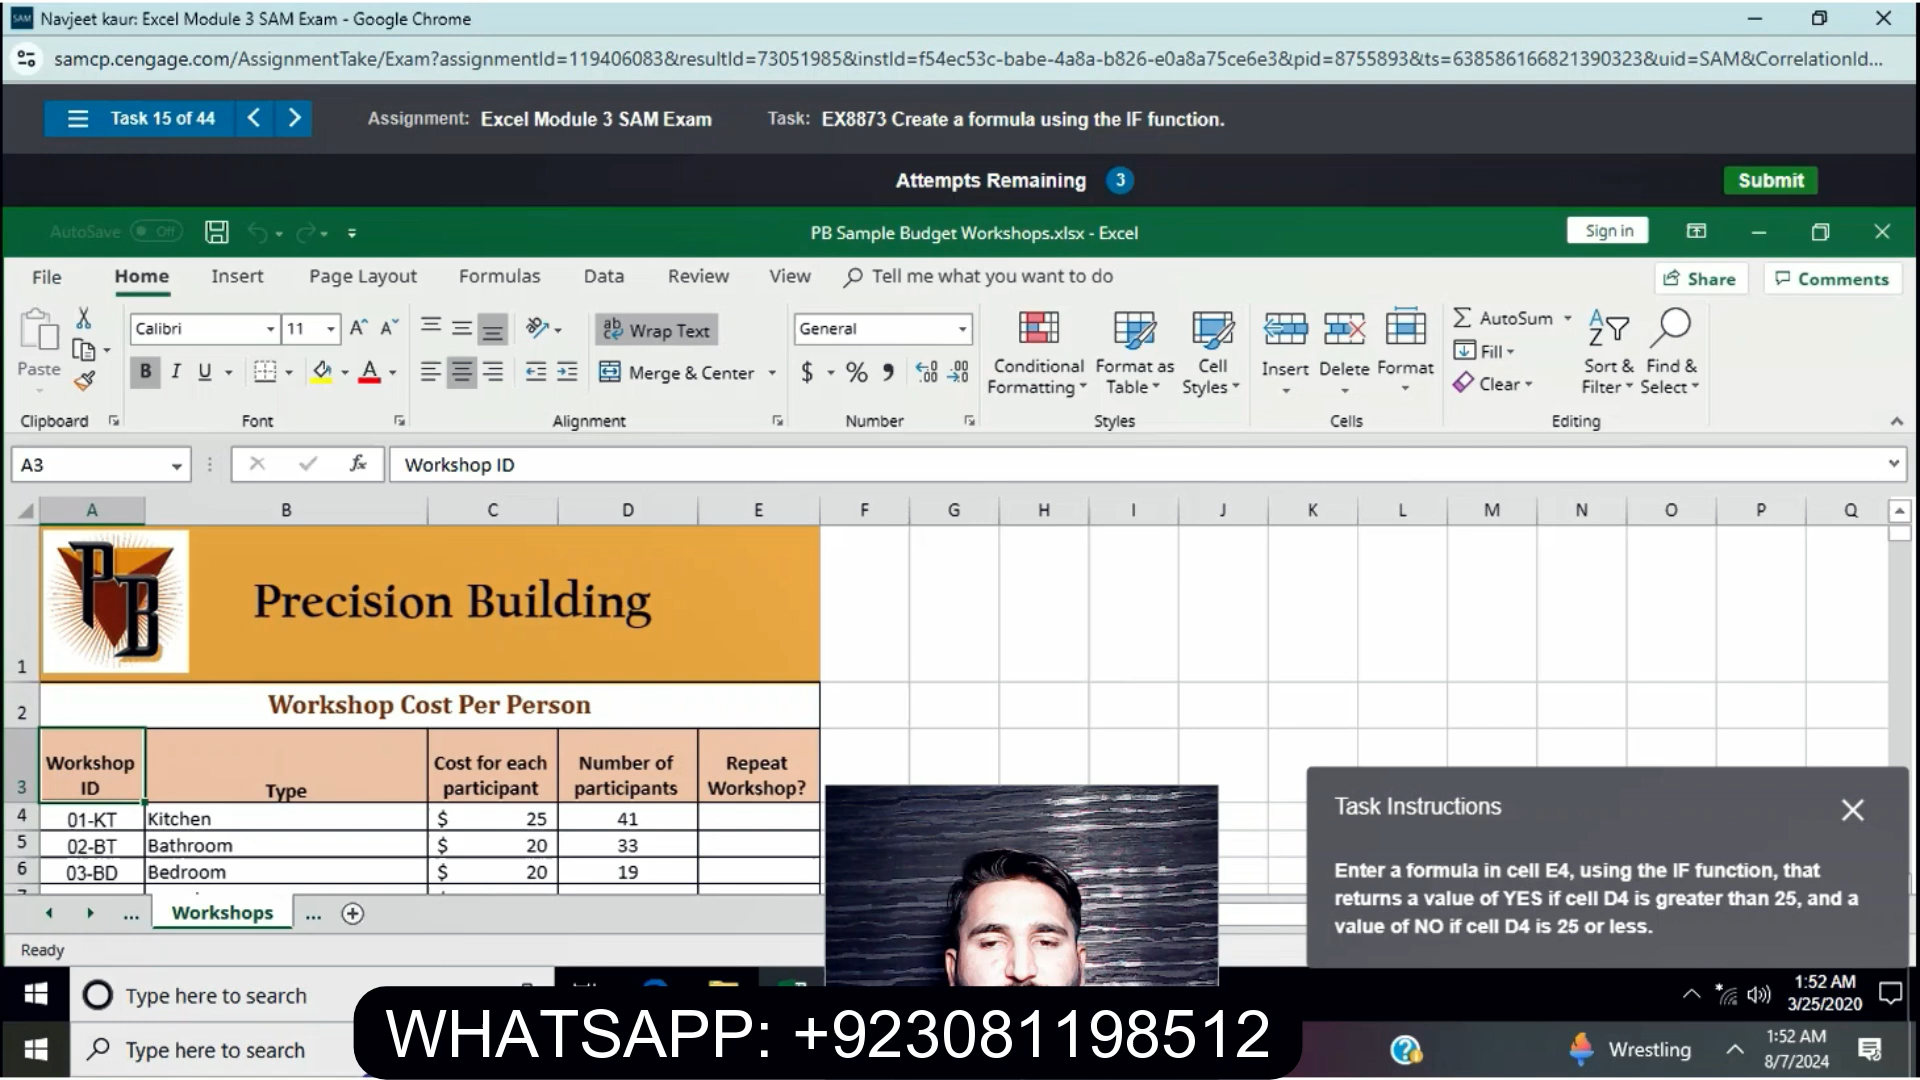 SAM Navjeet kaur: Excel Module 3 SAM Exam - Google Chrome
samcp.cengage.com/AssignmentTake/Exam?assignmentId=119406083&resultId=73051985&instId=f54ec53c-babe-4a8a-b826-e0a8a75ce6e3&pid=8755893&ts=638586166821390323&uid=SAM&CorrelationId...
Task 15 of 44 Assignment: Excel Module 3 SAM Exam Task: EX8873 Create a formula using the IF function.
Attempts Remaining 3 Submit
AutoSave Off PB Sample Budget Workshops.xlsx - Excel Sign in
File Home Insert Page Layout Formulas Data Review View Tell me what you want to do Share Comments
Calibri 11 A A ab Wrap Text General AutoSum
Paste B I U A Merge & Center $ % Conditional Formatting Format as Table Cell Styles Insert Delete Format Fill Clear Sort & Filter Find & Select
Clipboard Font Alignment Number Styles Cells Editing
A3 fx Workshop ID
A B C D E F G H I J K L M N O P Q
1 PB Precision Building
2 Workshop Cost Per Person
3 Workshop ID Type Cost for each participant Number of participants Repeat Workshop?
4 01-KT Kitchen $ 25 41
5 02-BT Bathroom $ 20 33
6 03-BD Bedroom $ 20 19
... Workshops ...
Ready
Task Instructions
Enter a formula in cell E4, using the IF function, that
returns a value of YES if cell D4 is greater than 25, and a
value of NO if cell D4 is 25 or less.
Type here to search 1:52 AM
3/25/2020
WHATSAPP: +923081198512
Type here to search Wrestling 1:52 AM
8/7/2024